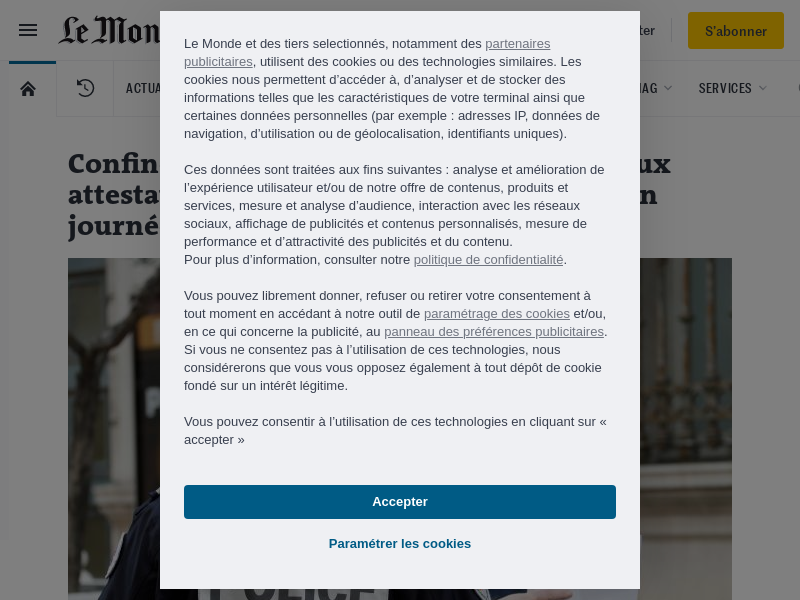 Le Mon
ter
S'abonner
ACTUA
MAG
SERVICES
Confin
ux
attesta
n
journé
Le Monde et des tiers selectionnés, notamment des partenaires
publicitaires, utilisent des cookies ou des technologies similaires. Les
cookies nous permettent d’accéder à, d’analyser et de stocker des
informations telles que les caractéristiques de votre terminal ainsi que
certaines données personnelles (par exemple : adresses IP, données de
navigation, d’utilisation ou de géolocalisation, identifiants uniques).
Ces données sont traitées aux fins suivantes : analyse et amélioration de
l’expérience utilisateur et/ou de notre offre de contenus, produits et
services, mesure et analyse d’audience, interaction avec les réseaux
sociaux, affichage de publicités et contenus personnalisés, mesure de
performance et d’attractivité des publicités et du contenu.
Pour plus d’information, consulter notre politique de confidentialité.
Vous pouvez librement donner, refuser ou retirer votre consentement à
tout moment en accédant à notre outil de paramétrage des cookies et/ou,
en ce qui concerne la publicité, au panneau des préférences publicitaires.
Si vous ne consentez pas à l’utilisation de ces technologies, nous
considérerons que vous vous opposez également à tout dépôt de cookie
fondé sur un intérêt légitime.
Vous pouvez consentir à l’utilisation de ces technologies en cliquant sur «
accepter »
Accepter
Paramétrer les cookies
POLICE